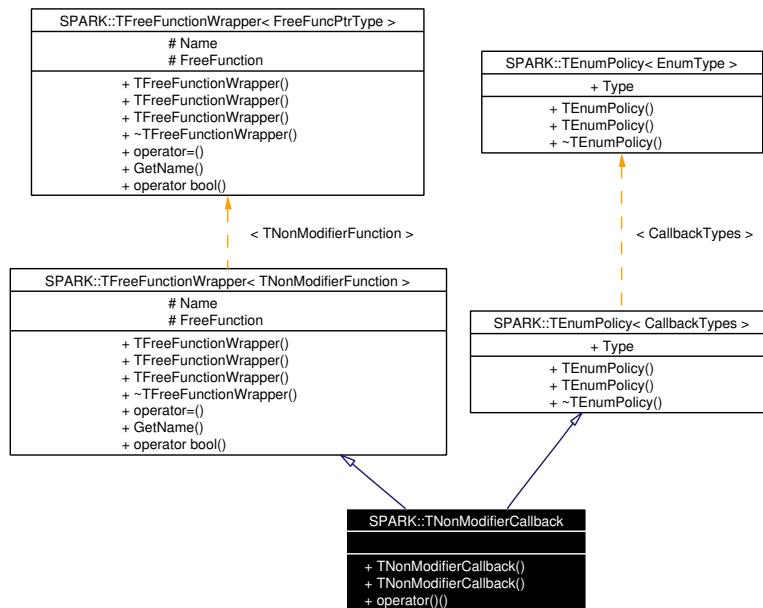 SPARK::TFreeFunctionWrapper< FreeFuncPtrType >
# Name
# FreeFunction
+ TFreeFunctionWrapper()
+ TFreeFunctionWrapper()
+ TFreeFunctionWrapper()
+ ~TFreeFunctionWrapper()
+ operator=()
+ GetName()
+ operator bool()
SPARK::TEnumPolicy< EnumType >
+ Type
+ TEnumPolicy()
+ TEnumPolicy()
+ ~TEnumPolicy()
< TNonModifierFunction >
< CallbackTypes >
SPARK::TFreeFunctionWrapper< TNonModifierFunction >
# Name
# FreeFunction
+ TFreeFunctionWrapper()
+ TFreeFunctionWrapper()
+ TFreeFunctionWrapper()
+ ~TFreeFunctionWrapper()
+ operator=()
+ GetName()
+ operator bool()
SPARK::TEnumPolicy< CallbackTypes >
+ Type
+ TEnumPolicy()
+ TEnumPolicy()
+ ~TEnumPolicy()
SPARK::TNonModifierCallback
+ TNonModifierCallback()
+ TNonModifierCallback()
+ operator()()